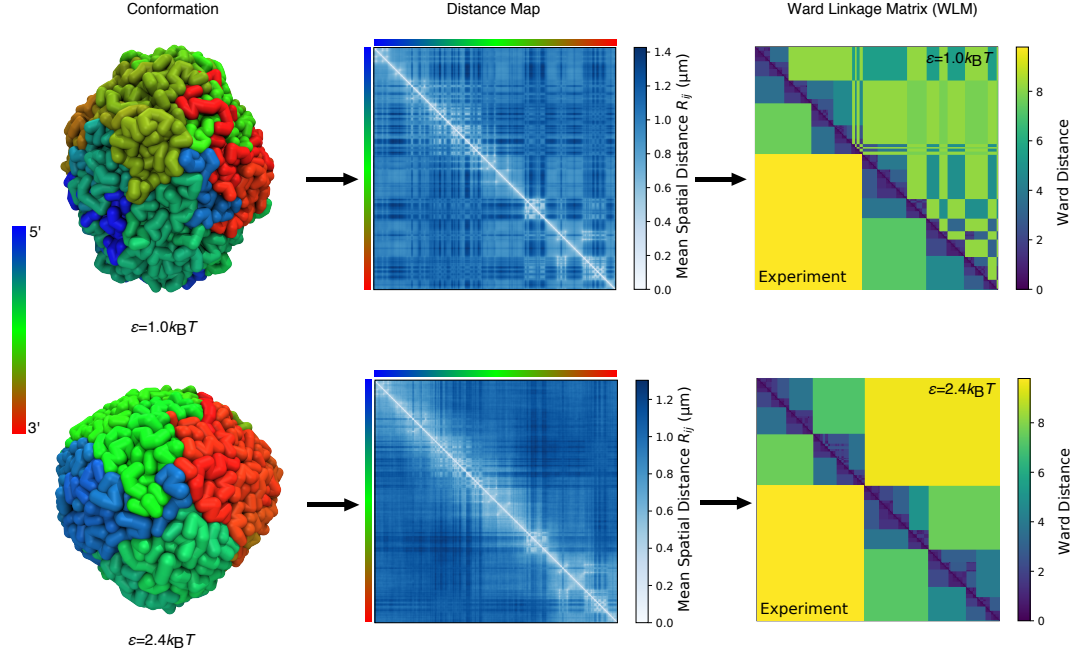 Conformation
Distance Map
Ward Linkage Matrix (WLM)
5'
3'
ε=1.0kBT
1.4
1.2
1.0
0.8
0.6
0.4
0.2
0.0
Mean Spatial Distance Rij (μm)
ε=1.0kBT
Experiment
8
6
4
2
0
Ward Distance
ε=2.4kBT
1.2
1.0
0.8
0.6
0.4
0.2
0.0
Mean Spatial Distance Rij (μm)
ε=2.4kBT
Experiment
8
6
4
2
0
Ward Distance